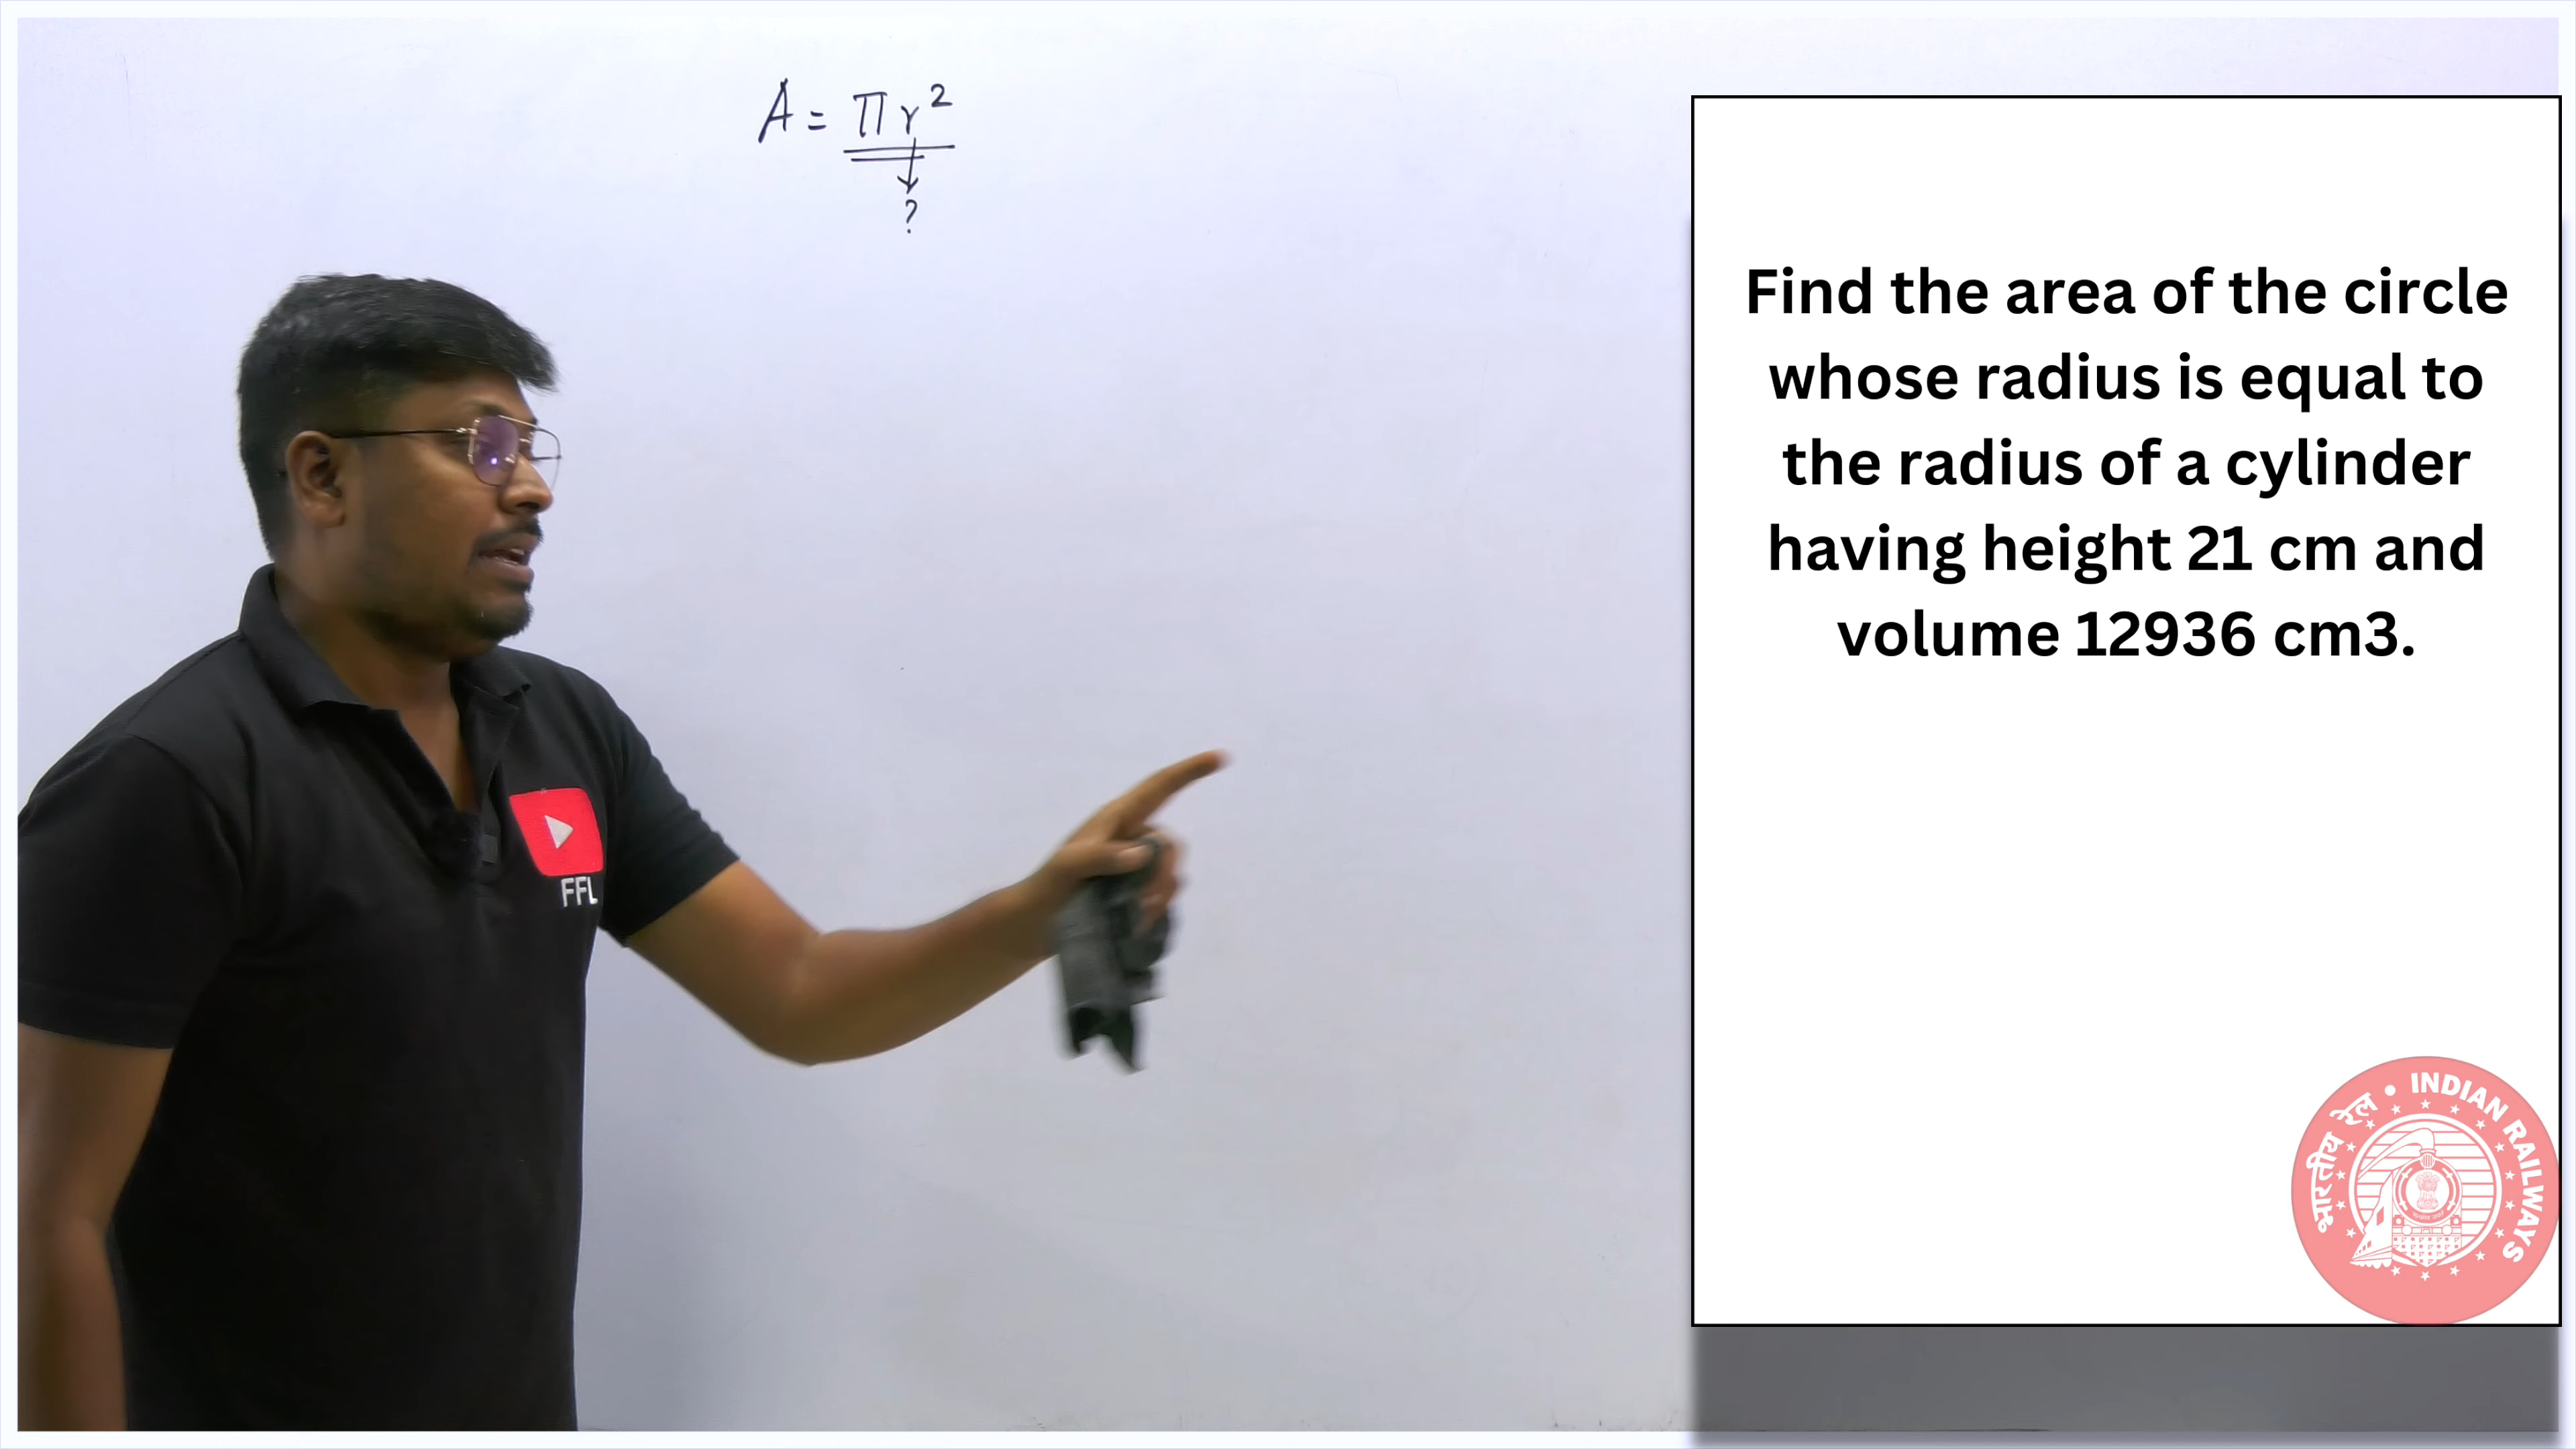 A = πr²
?
FFL
Find the area of the circle
whose radius is equal to
the radius of a cylinder
having height 21 cm and
volume 12936 cm3.
भारतीय रेल • INDIAN RAILWAYS